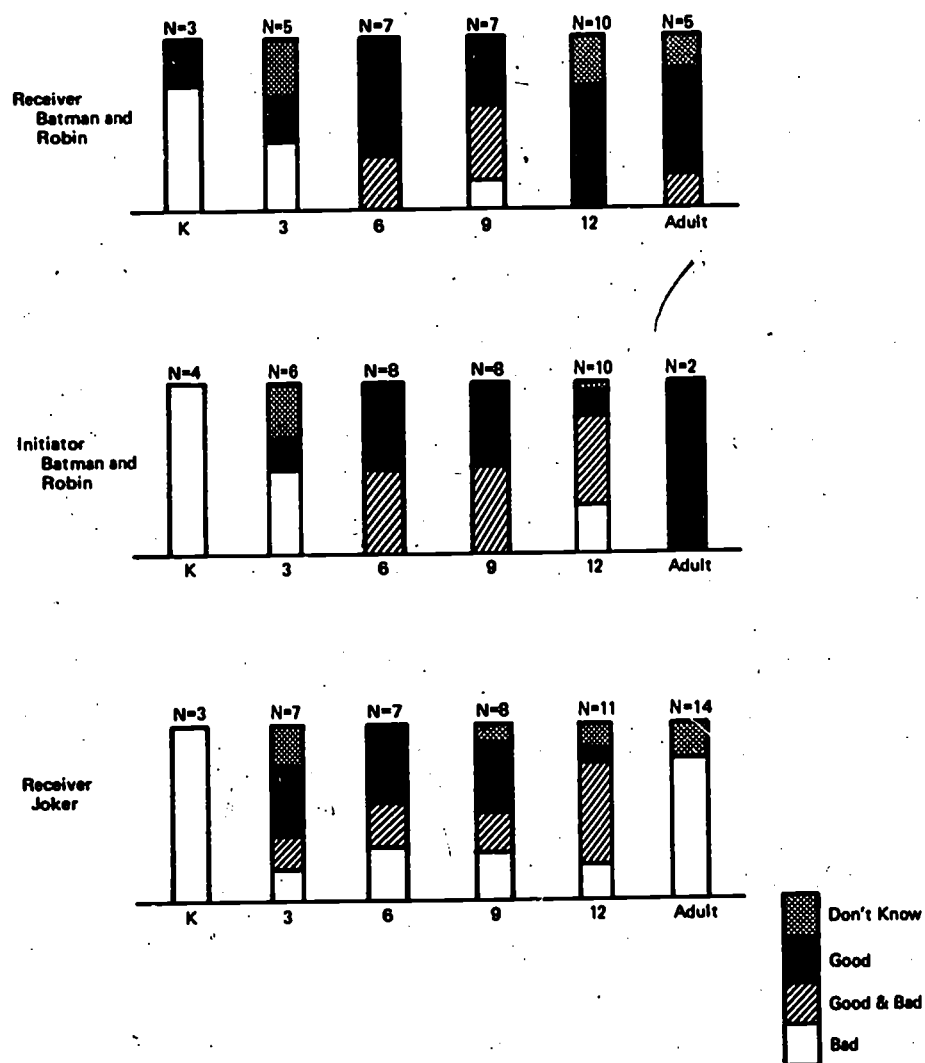 N=3 N=5 N=7 N=7 N=10 N=5
Receiver
Batman and
Robin
K 3 6 9 12 Adult
N=4 N=6 N=8 N=8 N=10 N=2
Initiator
Batman and
Robin
K 3 6 9 12 Adult
N=3 N=7 N=7 N=8 N=11 N=14
Receiver
Joker
K 3 6 9 12 Adult
Don't Know
Good
Good & Bad
Bad